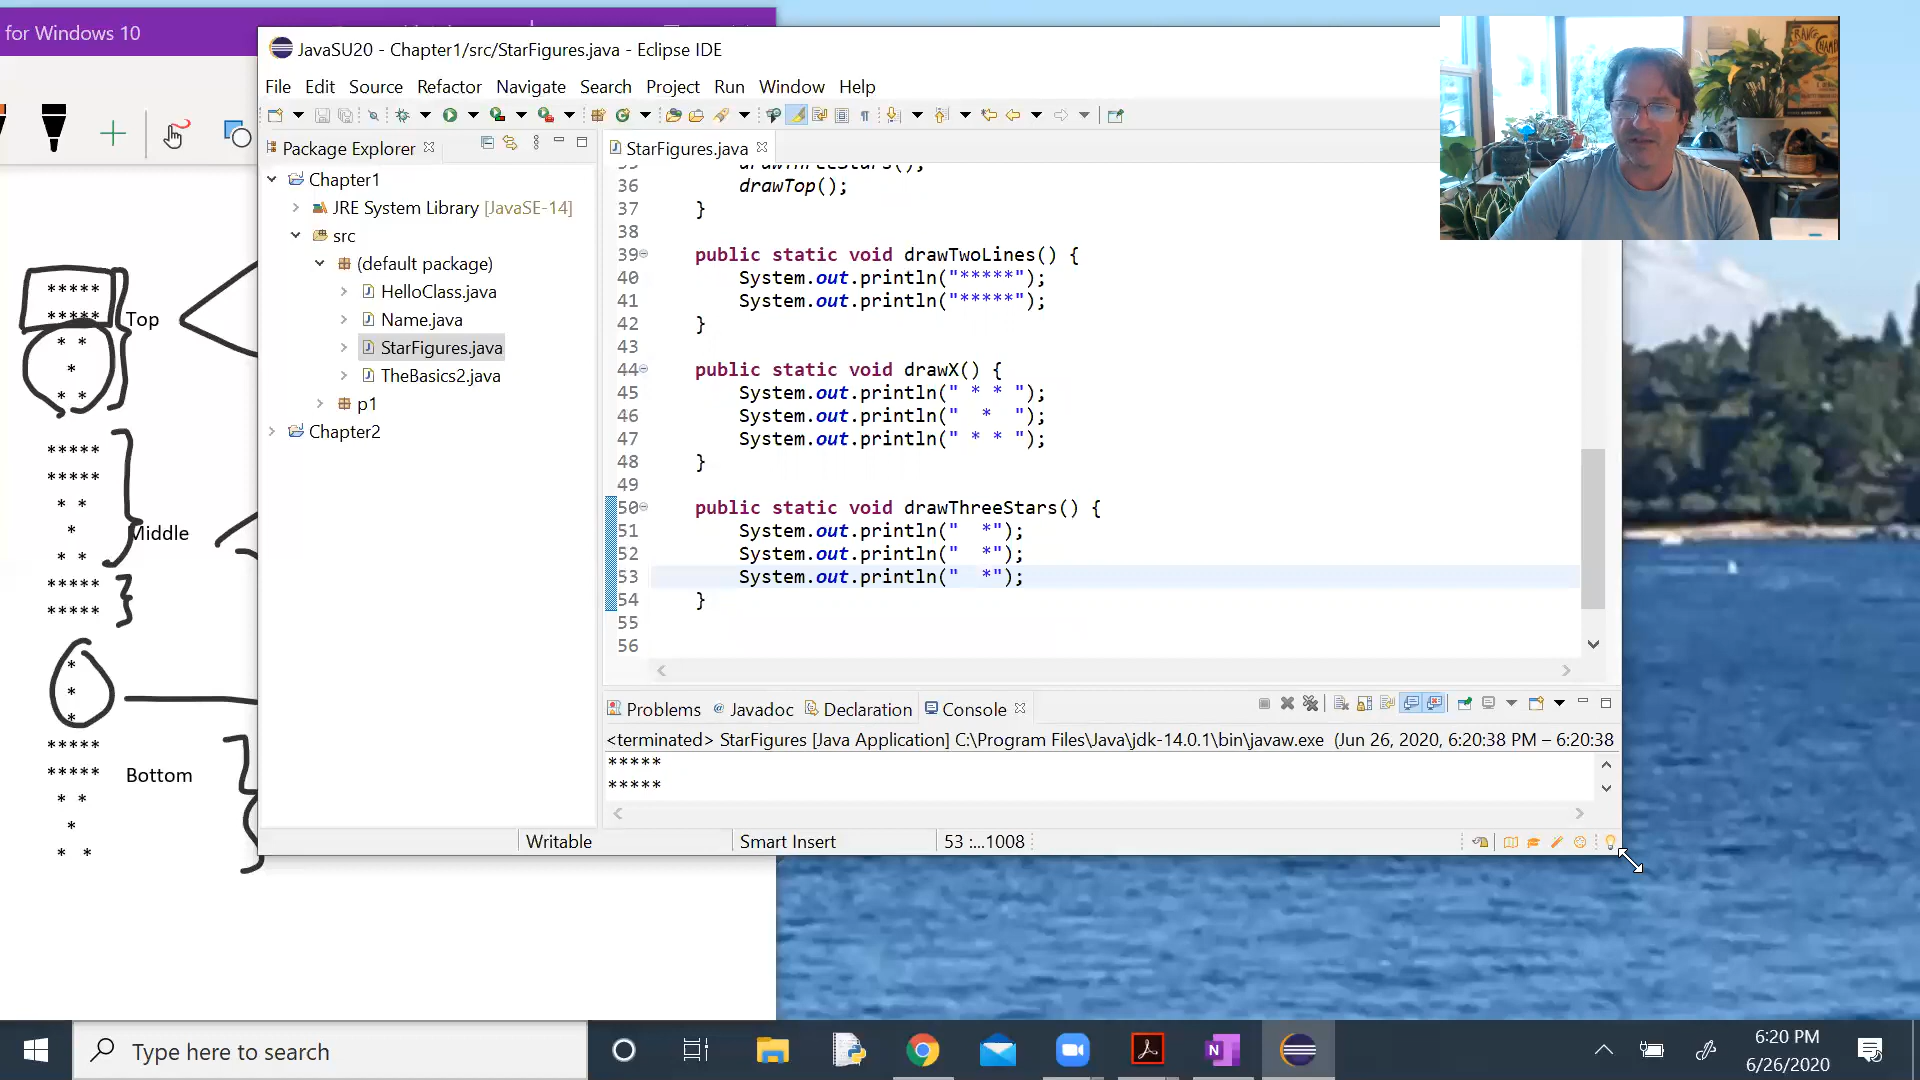 for Windows 10
JavaSU20 - Chapter1/src/StarFigures.java - Eclipse IDE
File Edit Source Refactor Navigate Search Project Run Window Help
Package Explorer
StarFigures.java
Chapter1
JRE System Library [JavaSE-14]
src
(default package)
HelloClass.java
Name.java
StarFigures.java
TheBasics2.java
p1
Chapter2
35 drawThreeStars();
36 drawTop();
37 }
38
39 public static void drawTwoLines() {
40 System.out.println("*****");
41 System.out.println("*****");
42 }
43
44 public static void drawX() {
45 System.out.println(" * * ");
46 System.out.println("  *  ");
47 System.out.println(" * * ");
48 }
49
50 public static void drawThreeStars() {
51 System.out.println("  *");
52 System.out.println("  *");
53 System.out.println("  *");
54 }
55
56
*****
*****
* *
*
* *
Top
*****
*****
* *
*
* *
Middle
*****
*****
*
*
*
*****
*****
* *
*
* *
Bottom
Problems @ Javadoc Declaration Console
<terminated> StarFigures [Java Application] C:\Program Files\Java\jdk-14.0.1\bin\javaw.exe (Jun 26, 2020, 6:20:38 PM – 6:20:38
*****
*****
Writable Smart Insert 53 :...1008
Type here to search
6:20 PM
6/26/2020